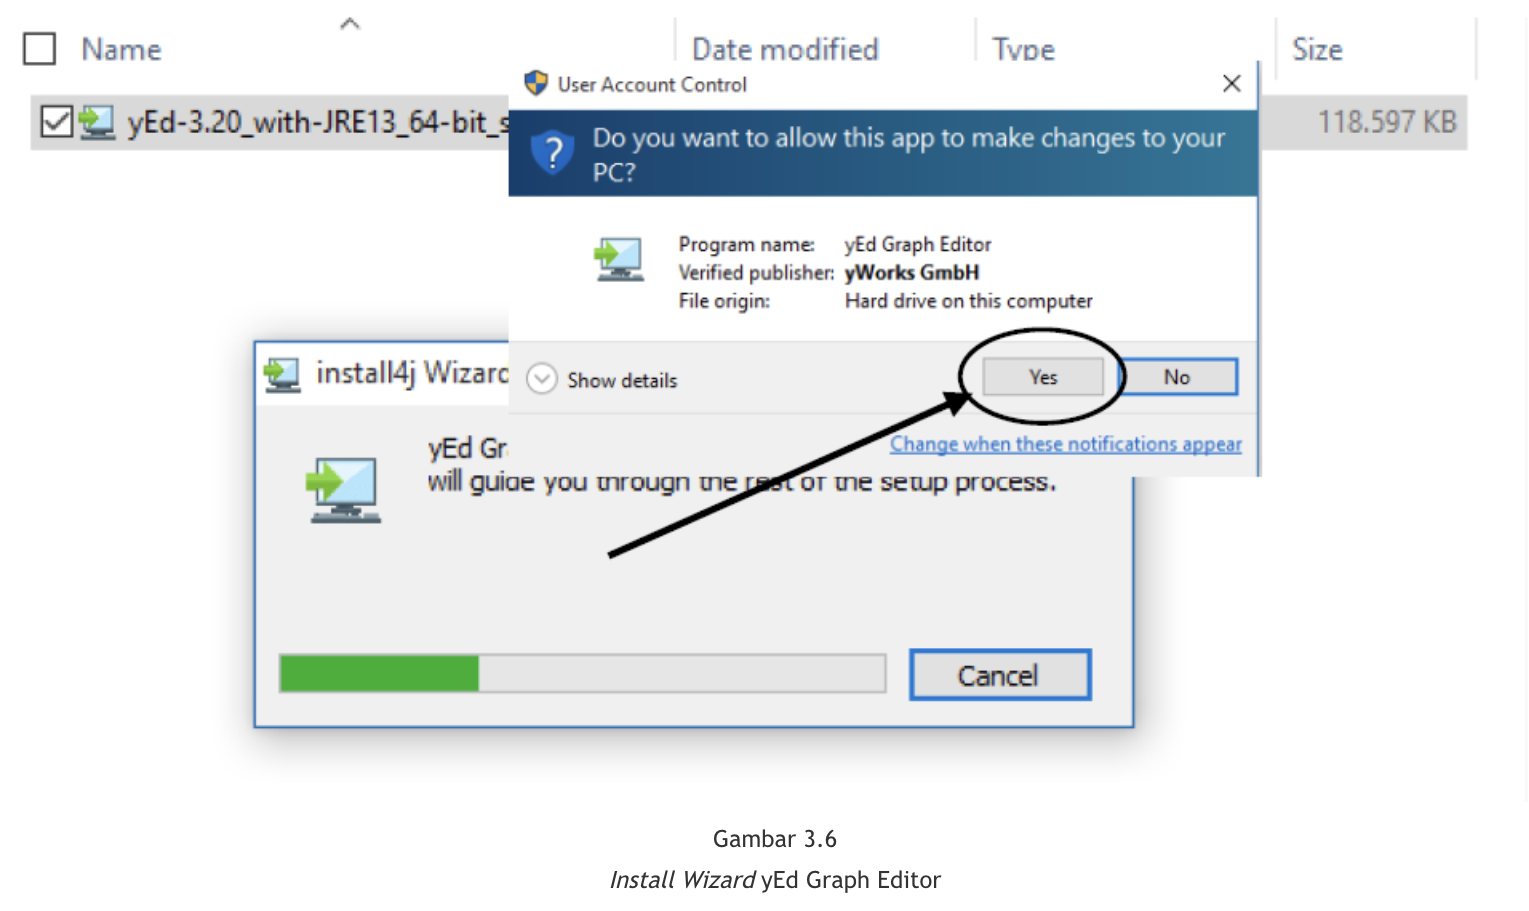 Name Date modified Type Size
yEd-3.20_with-JRE13_64-bit_s 118.597 KB
User Account Control
Do you want to allow this app to make changes to your
PC?
Program name: yEd Graph Editor
Verified publisher: yWorks GmbH
File origin: Hard drive on this computer
Show details
Yes
No
Change when these notifications appear
install4j Wizard
yEd Gr
will guide you through the rest of the setup process.
Cancel
Gambar 3.6
Install Wizard yEd Graph Editor